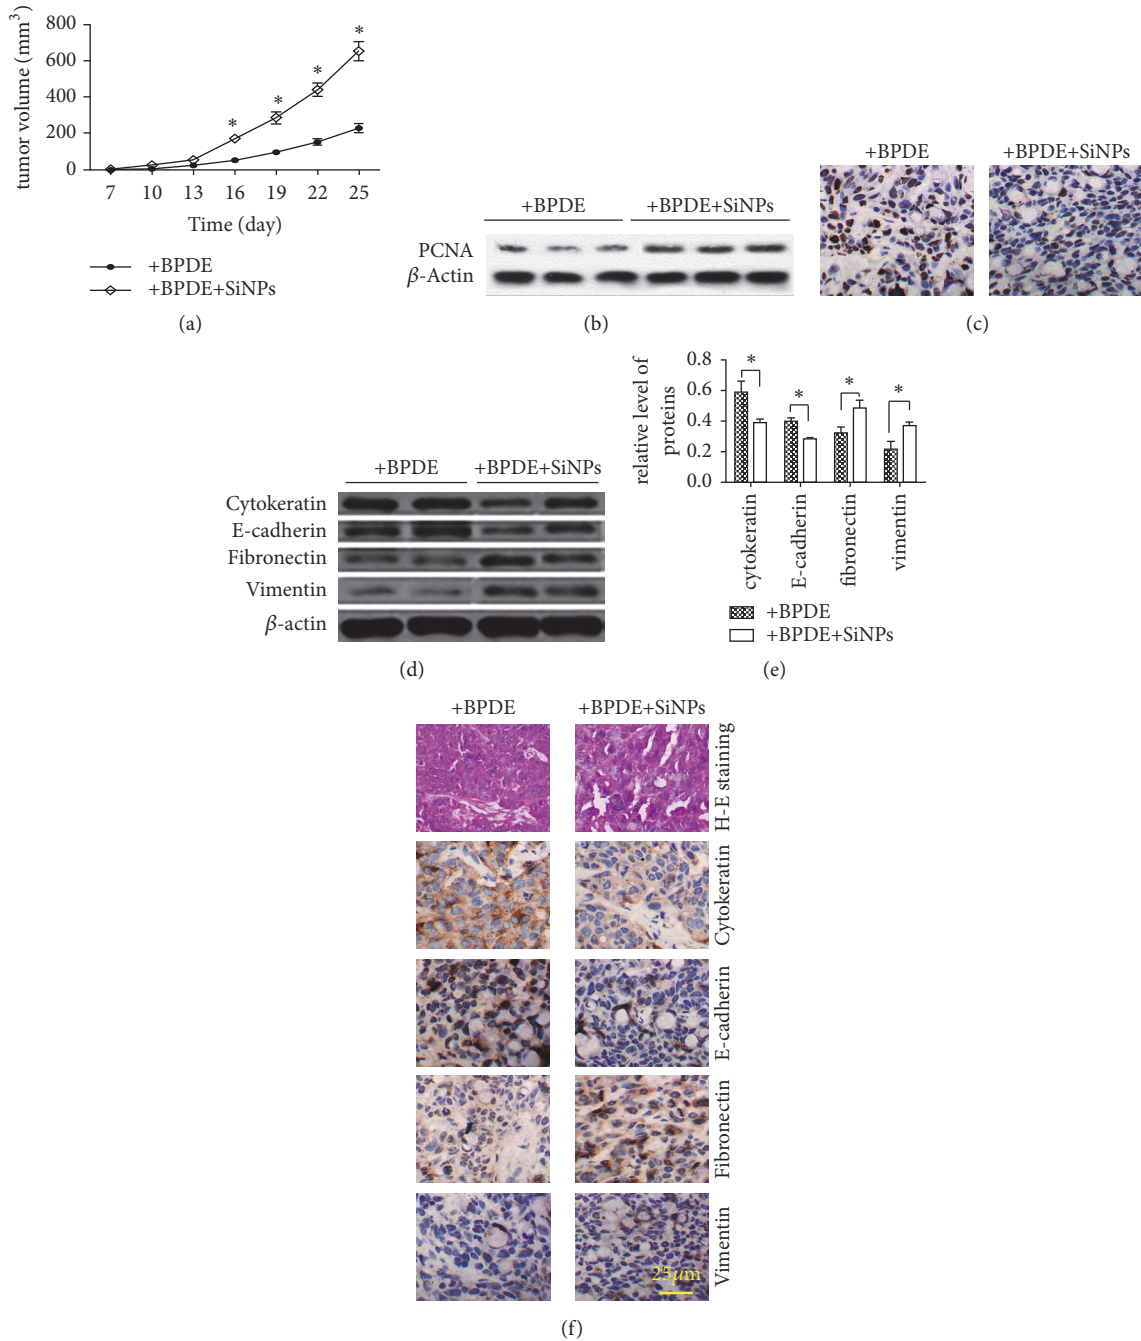 800
600
400
200
0
tumor volume (mm³)
* * * * *
7 10 13 16 19 22 25
Time (day)
+BPDE
+BPDE+SiNPs
(a)
+BPDE +BPDE+SiNPs
PCNA
β-Actin
(b)
+BPDE +BPDE+SiNPs
(c)
+BPDE +BPDE+SiNPs
Cytokeratin
E-cadherin
Fibronectin
Vimentin
β-actin
(d)
relative level of
proteins
0.8
0.6
0.4
0.2
0.0
* * * *
cytokeratin
E-cadherin
fibronectin
vimentin
+BPDE
+BPDE+SiNPs
(e)
+BPDE +BPDE+SiNPs
H-E staining
Cytokeratin
E-cadherin
Fibronectin
Vimentin
25μm
(f)